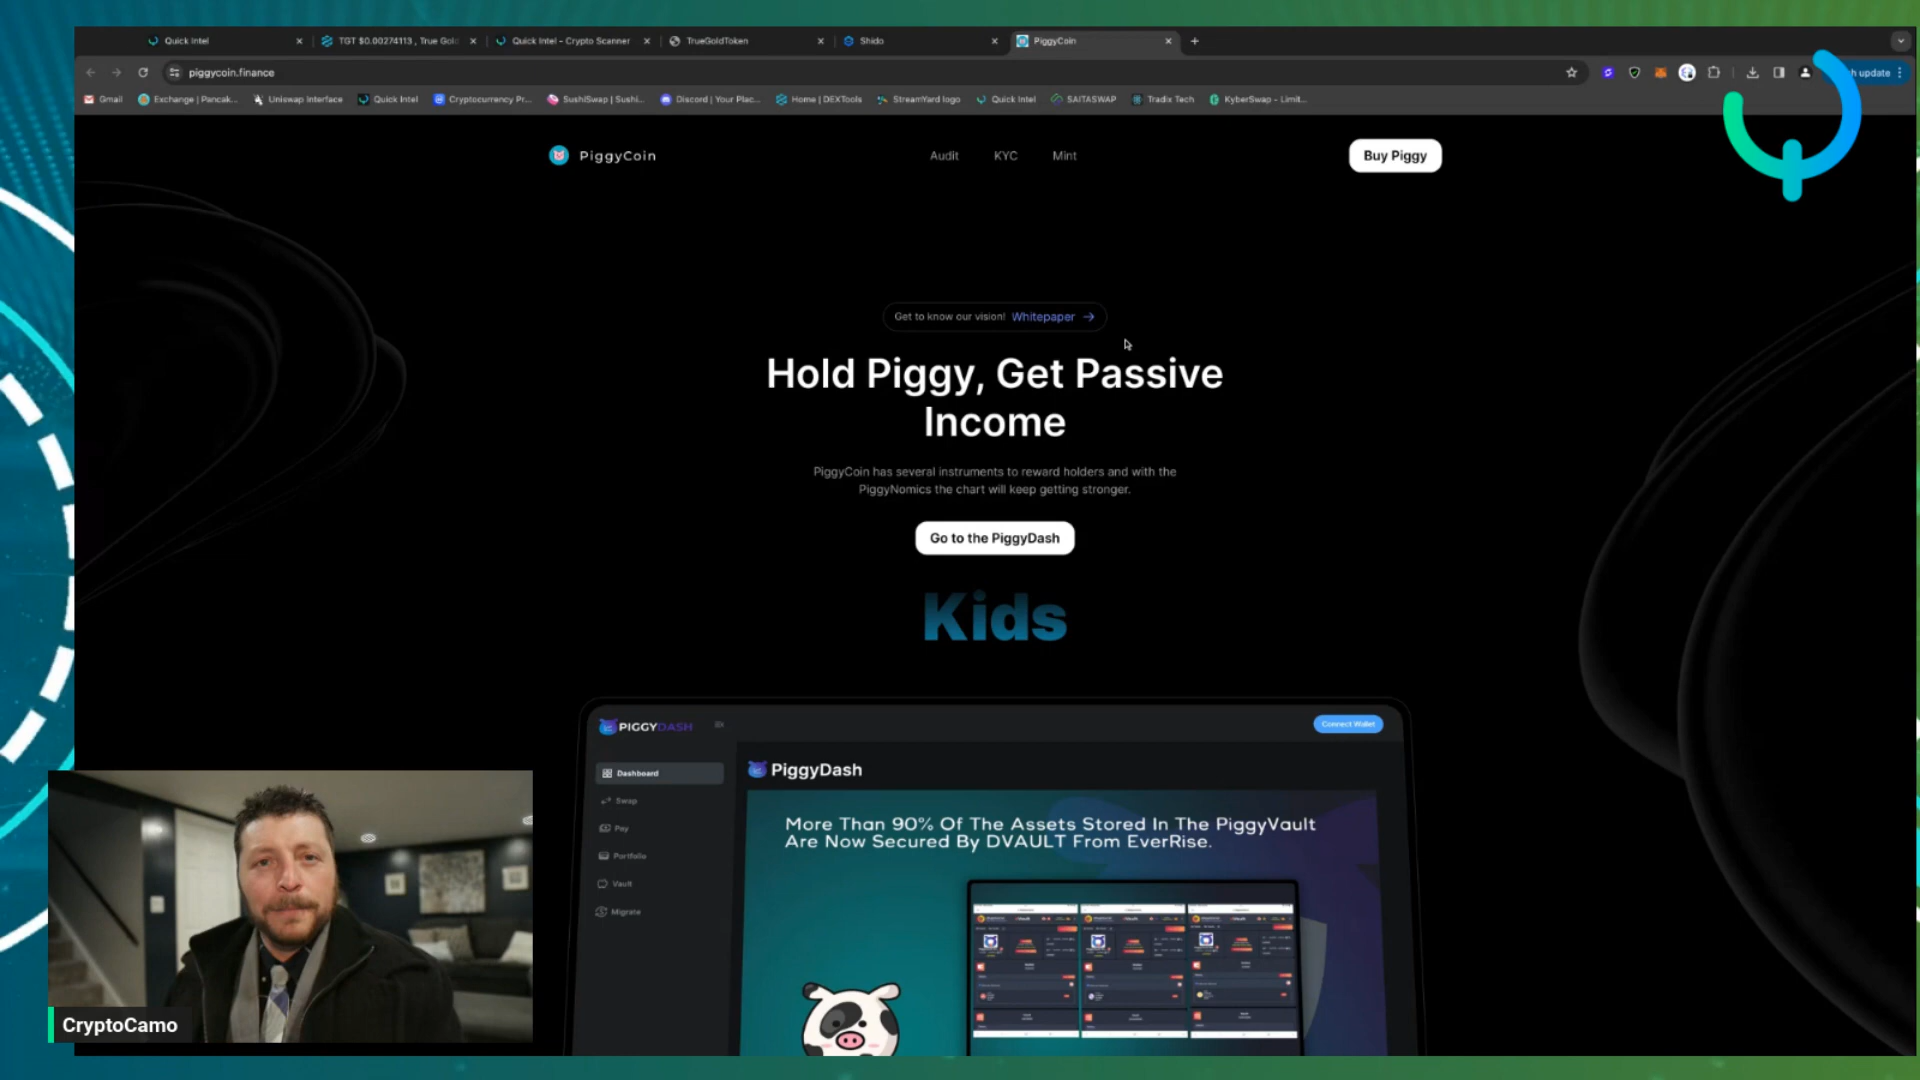 Quick Intel
TGT $0.00274113 , True Gol
Quick Intel - Crypto Scanner
TrueGoldToken
Shido
PiggyCoin
piggycoin.finance
h update
Gmail
Exchange | Pancak...
Uniswap Interface
Quick Intel
Cryptocurrency Pr...
SushiSwap | Sushi...
Discord | Your Plac...
Home | DEXTools
StreamYard logo
Quick Intel
SAITASWAP
Tradix Tech
KyberSwap - Limit...
PiggyCoin
Audit
KYC
Mint
Buy Piggy
Get to know our vision! Whitepaper →
Hold Piggy, Get Passive
Income
PiggyCoin has several instruments to reward holders and with the
PiggyNomics the chart will keep getting stronger.
Go to the PiggyDash
Kids
PIGGYDASH
Connect Wallet
Dashboard
Swap
Pay
Portfolio
Vault
Migrate
PiggyDash
More Than 90% Of The Assets Stored In The PiggyVault
Are Now Secured By DVAULT From EverRise.
CryptoCamo